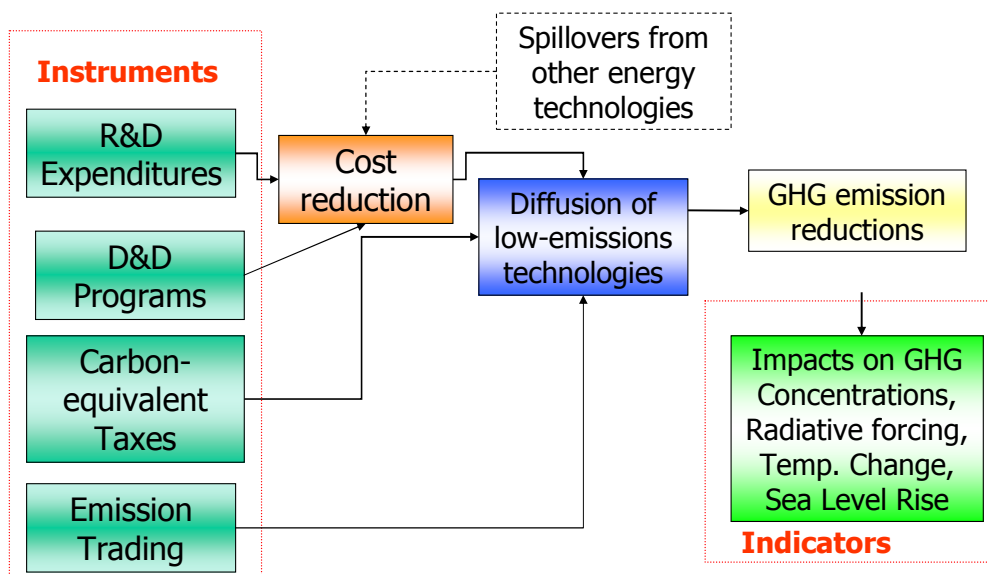 Instruments
R&D
Expenditures
D&D
Programs
Carbon-
equivalent
Taxes
Emission
Trading
Cost
reduction
Spillovers from
other energy
technologies
Diffusion of
low-emissions
technologies
GHG emission
reductions
Impacts on GHG
Concentrations,
Radiative forcing,
Temp. Change,
Sea Level Rise
Indicators